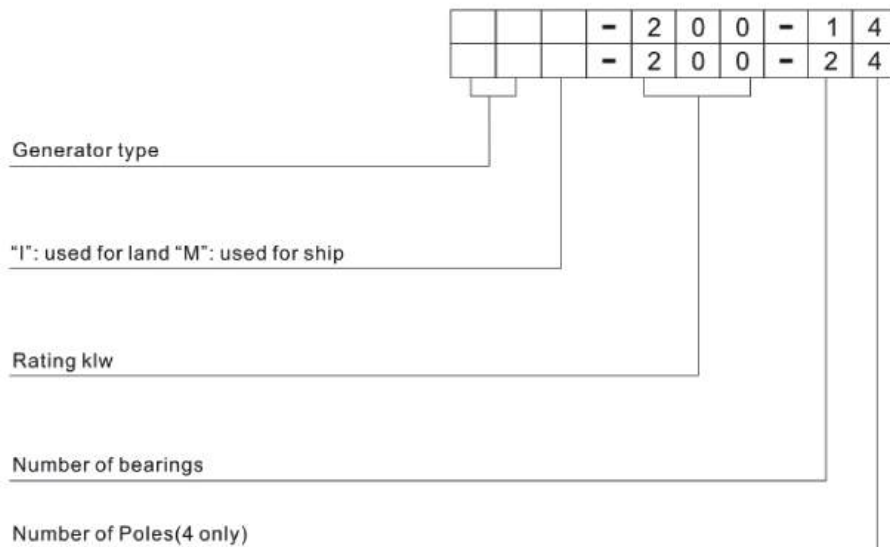 - 2 0 0 - 1 4
- 2 0 0 - 2 4
Generator type
“I”: used for land “M”: used for ship
Rating klw
Number of bearings
Number of Poles(4 only)